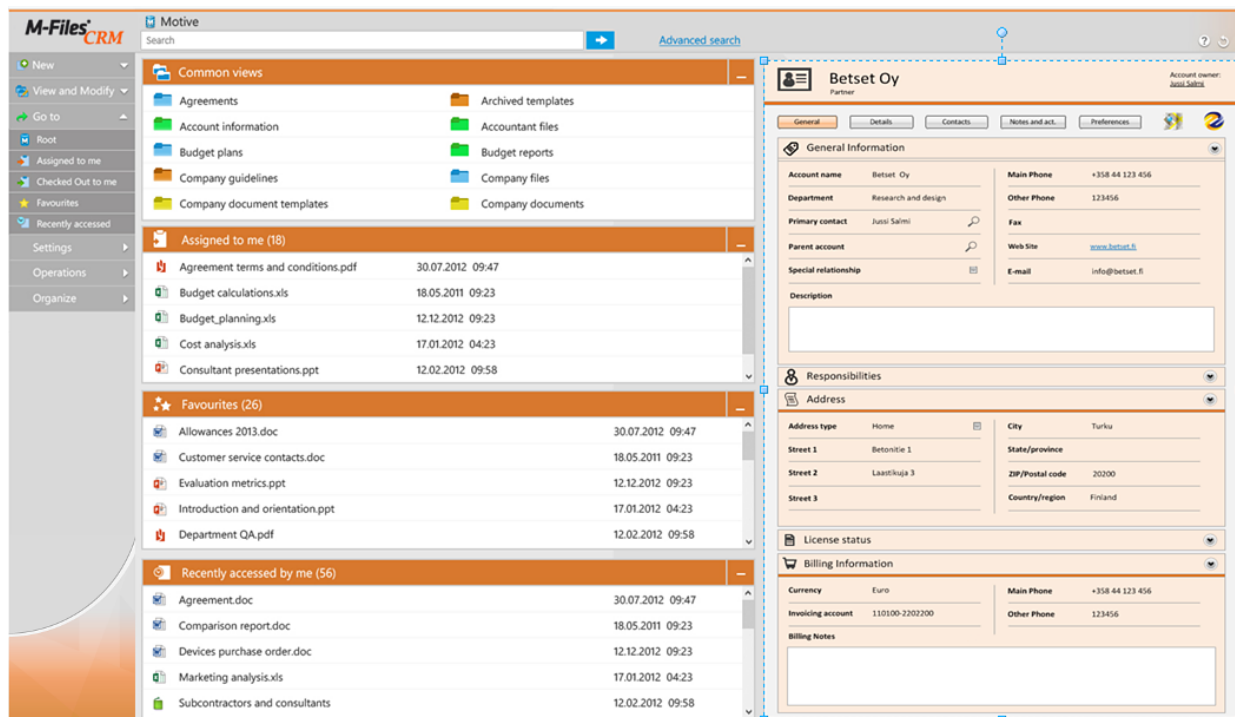 M-Files CRM
Motive
Search
Advanced search
New
View and Modify
Go to
Root
Assigned to me
Checked Out to me
Favourites
Recently accessed
Settings
Operations
Organize
Common views
Agreements Archived templates
Account information Accountant files
Budget plans Budget reports
Company guidelines Company files
Company document templates Company documents
Assigned to me (18)
Agreement terms and conditions.pdf 30.07.2012 09:47
Budget calculations.xls 18.05.2011 09:23
Budget_planning.xls 12.12.2012 09:23
Cost analysis.xls 17.01.2012 04:23
Consultant presentations.ppt 12.02.2012 09:58
Favourites (26)
Allowances 2013.doc 30.07.2012 09:47
Customer service contacts.doc 18.05.2011 09:23
Evaluation metrics.ppt 12.12.2012 09:23
Introduction and orientation.ppt 17.01.2012 04:23
Department QA.pdf 12.02.2012 09:58
Recently accessed by me (56)
Agreement.doc 30.07.2012 09:47
Comparison report.doc 18.05.2011 09:23
Devices purchase order.doc 12.12.2012 09:23
Marketing analysis.xls 17.01.2012 04:23
Subcontractors and consultants 12.02.2012 09:58
Betset Oy
Partner
Account owner:
Jussi Salmi
General Details Contacts Notes and act. Preferences
General Information
Account name Betset Oy Main Phone +358 44 123 456
Department Research and design Other Phone 123456
Primary contact Jussi Salmi Fax
Parent account Web Site www.betset.fi
Special relationship E-mail info@betset.fi
Description
Responsibilities
Address
Address type Home City Turku
Street 1 Betonitie 1 State/province
Street 2 Laastikuja 3 ZIP/Postal code 20200
Street 3 Country/region Finland
License status
Billing Information
Currency Euro Main Phone +358 44 123 456
Invoicing account 110100-2202200 Other Phone 123456
Billing Notes